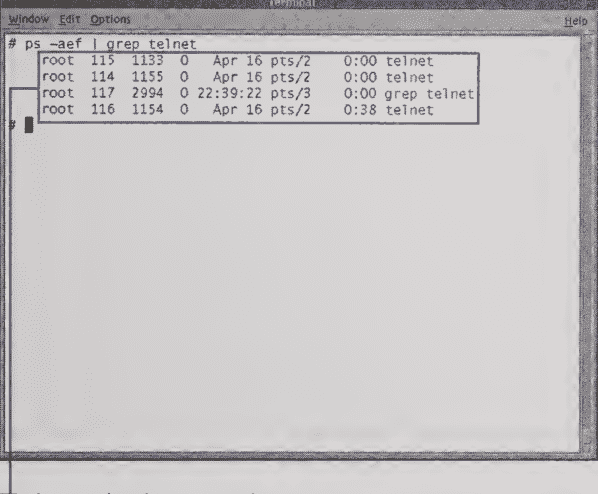 Terminal
Window Edit Options Help
# ps -aef | grep telnet
root 115 1133 0 Apr 16 pts/2 0:00 telnet
root 114 1155 0 Apr 16 pts/2 0:00 telnet
root 117 2994 0 22:39:22 pts/3 0:00 grep telnet
root 116 1154 0 Apr 16 pts/2 0:38 telnet
#